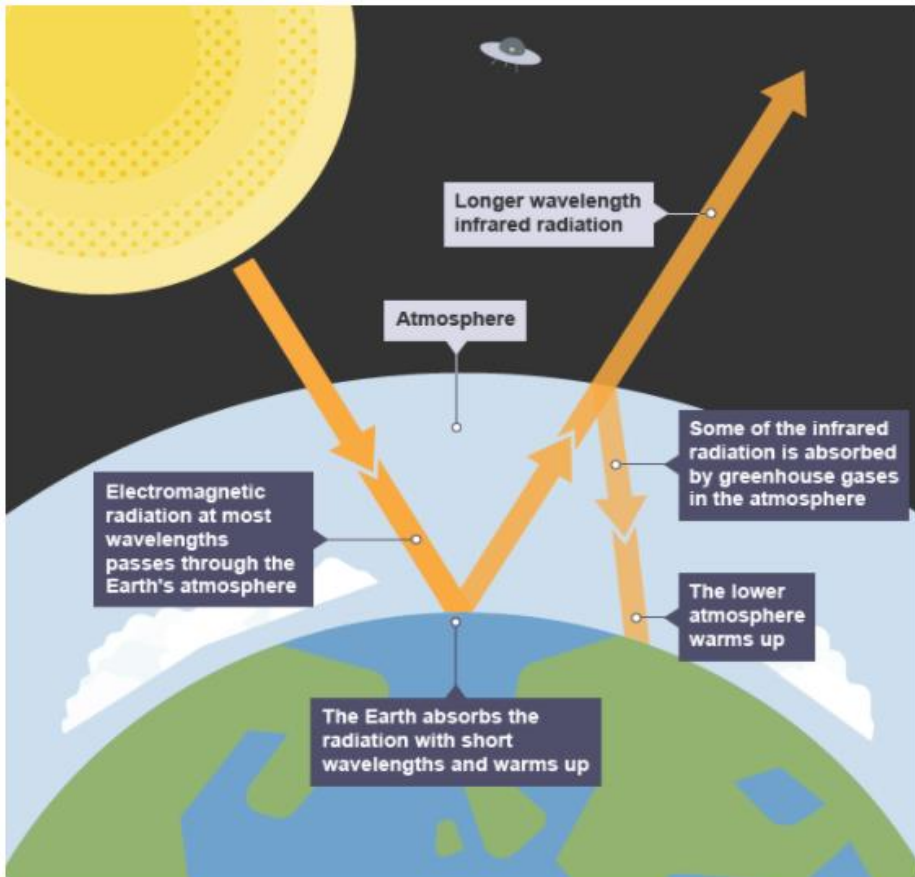 Longer wavelength
infrared radiation
Atmosphere
Some of the infrared
radiation is absorbed
by greenhouse gases
in the atmosphere
Electromagnetic
radiation at most
wavelengths
passes through the
Earth's atmosphere
The lower
atmosphere
warms up
The Earth absorbs the
radiation with short
wavelengths and warms up